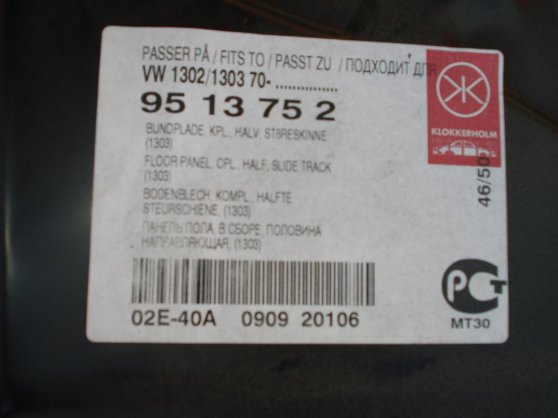 PASSER PÅ / FITS TO / PASST ZU / ПОДХОДИТ ДЛЯ
VW 1302/1303 70-...............
95 13 75 2
BUNDPLADE, KPL., HALV. STØRESKINNE
(1303)
FLOOR PANEL, CPL., HALF, SLIDE TRACK
(1303)
BODENBLECH, KOMPL., HALFTE
STEURSCHIENE, (1303)
ПАНЕЛЬ ПОЛА, В СБОРЕ, ПОЛОВИНА
НАПРАВЛЯЮЩАЯ, (1303)
02E-40A 0909 20106
KLOKKERHOLM
46/50
РСТ
MT30